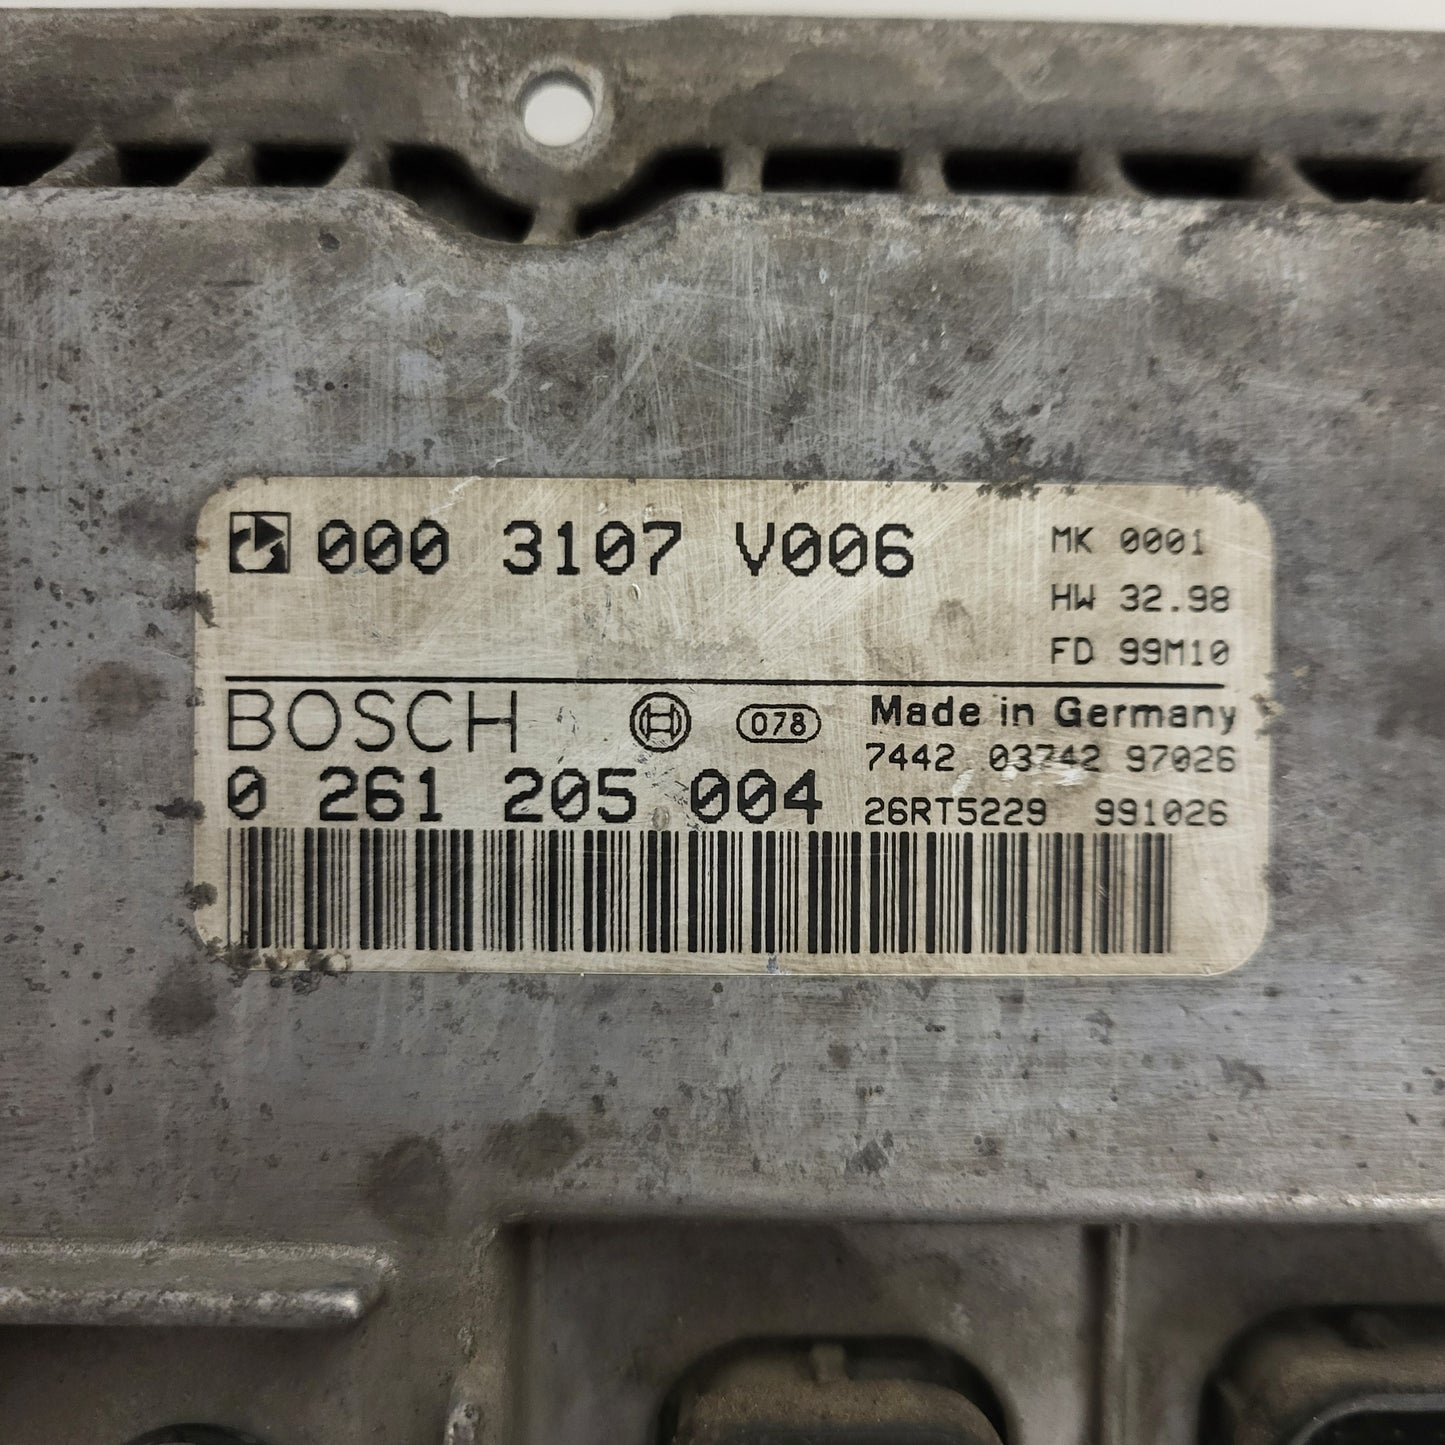 000 3107 V006
MK 0001
HW 32.98
FD 99M10
BOSCH 078 Made in Germany
7442 03742 97026
0 261 205 004 26RT5229 991026